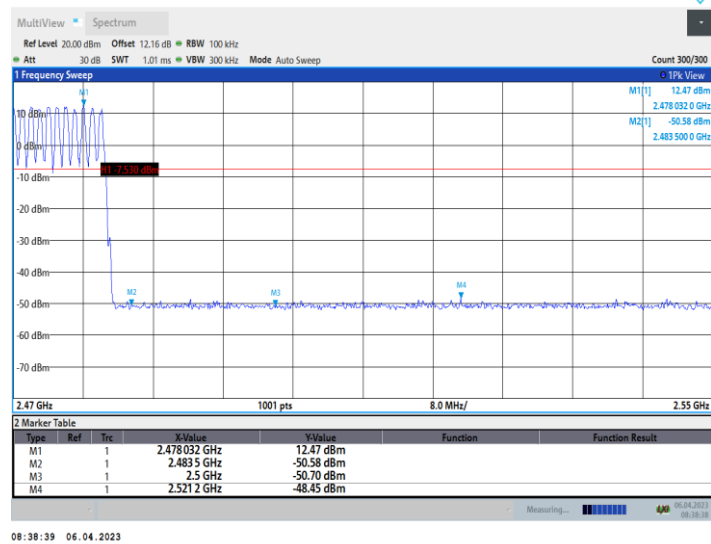 MultiView Spectrum
Ref Level 20.00 dBm Offset 12.16 dB RBW 100 kHz
Att 30 dB SWT 1.01 ms VBW 300 kHz Mode Auto Sweep Count 300/300
1 Frequency Sweep 1Pk View
M1[1] 12.47 dBm
2.478 032 0 GHz
M2[1] -50.58 dBm
2.483 500 0 GHz
M1
10 dBm
0 dBm
H1 -7.530 dBm
-10 dBm
-20 dBm
-30 dBm
-40 dBm
M2 M3 M4
-50 dBm
-60 dBm
-70 dBm
2.47 GHz 1001 pts 8.0 MHz/ 2.55 GHz
2 Marker Table
Type Ref Trc X-Value Y-Value Function Function Result
M1 1 2.478032 GHz 12.47 dBm
M2 1 2.4835 GHz -50.58 dBm
M3 1 2.5 GHz -50.70 dBm
M4 1 2.5212 GHz -48.45 dBm
Measuring... 06.04.2023
08:38:38
08:38:39 06.04.2023